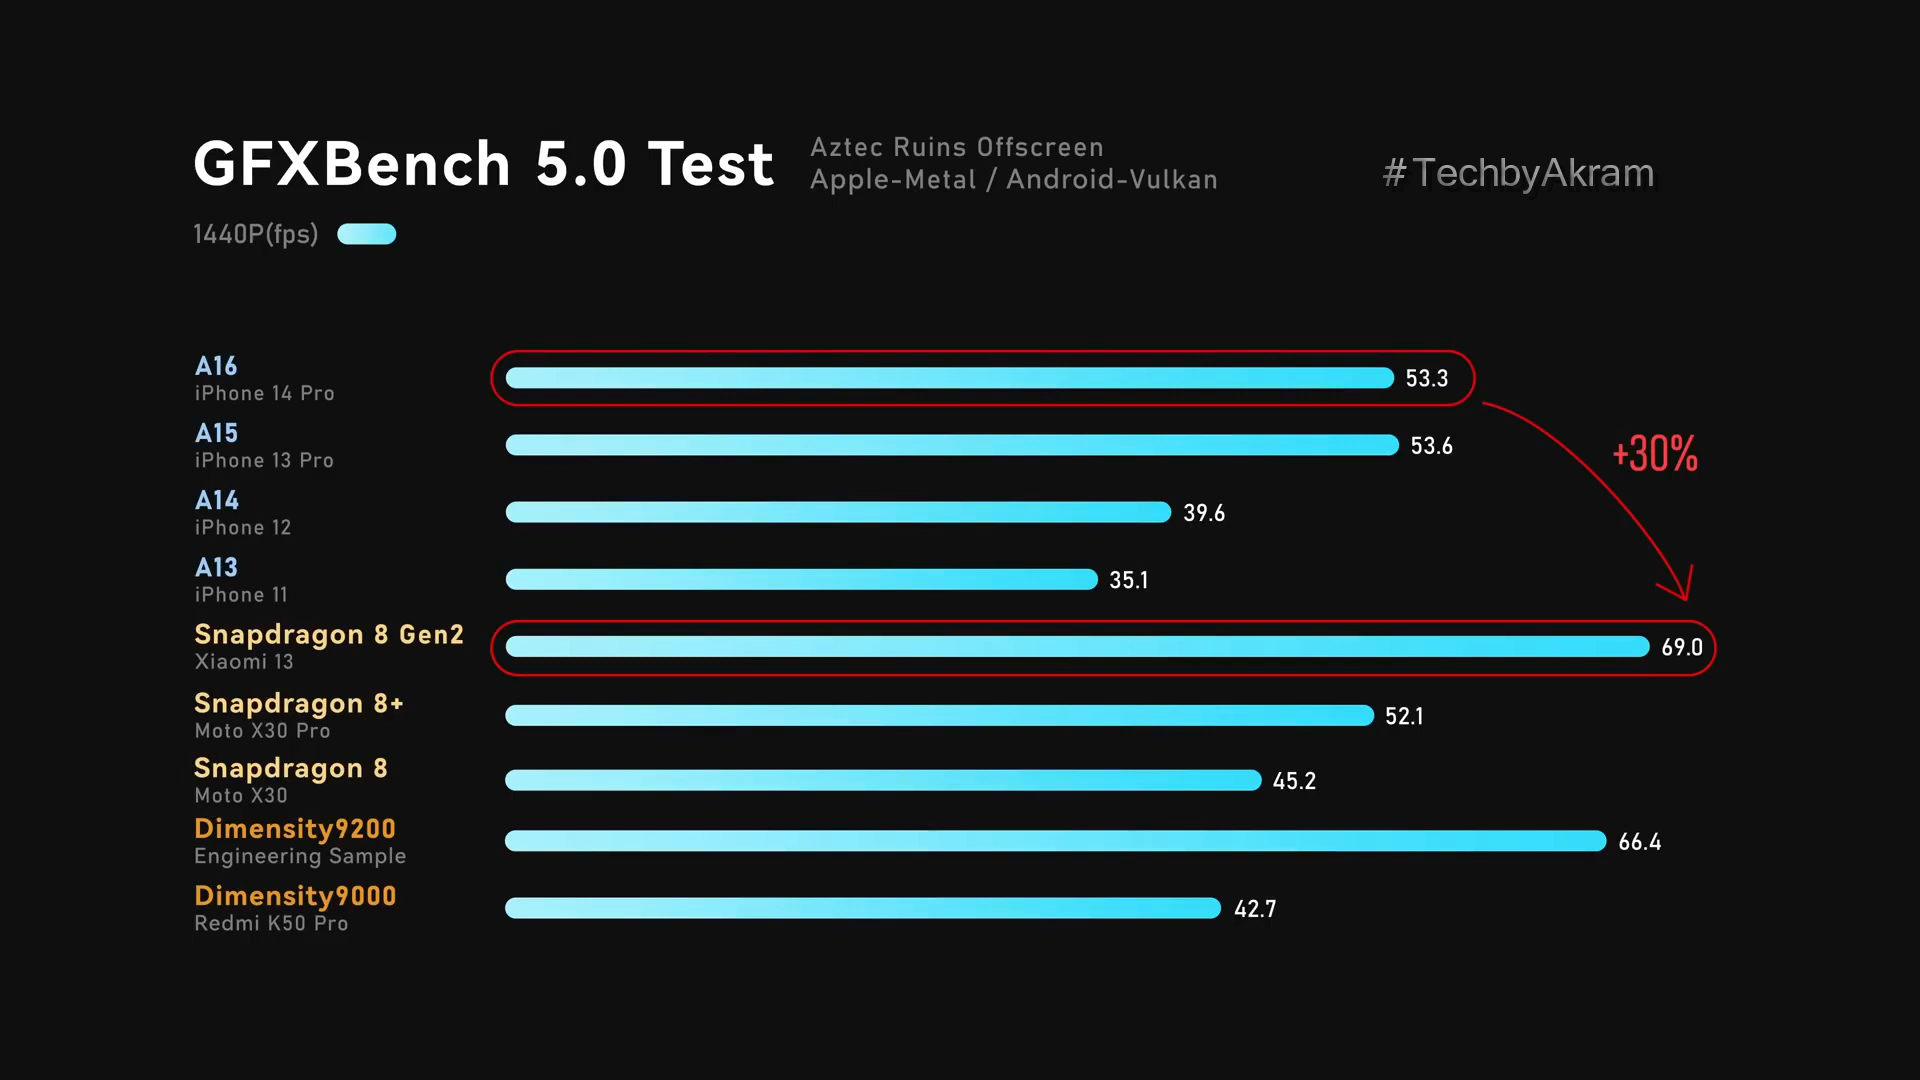 GFXBench 5.0 Test
Aztec Ruins Offscreen
Apple-Metal / Android-Vulkan
#TechbyAkram
1440P(fps)
A16
iPhone 14 Pro
53.3
A15
iPhone 13 Pro
53.6
+30%
A14
iPhone 12
39.6
A13
iPhone 11
35.1
Snapdragon 8 Gen2
Xiaomi 13
69.0
Snapdragon 8+
Moto X30 Pro
52.1
Snapdragon 8
Moto X30
45.2
Dimensity9200
Engineering Sample
66.4
Dimensity9000
Redmi K50 Pro
42.7